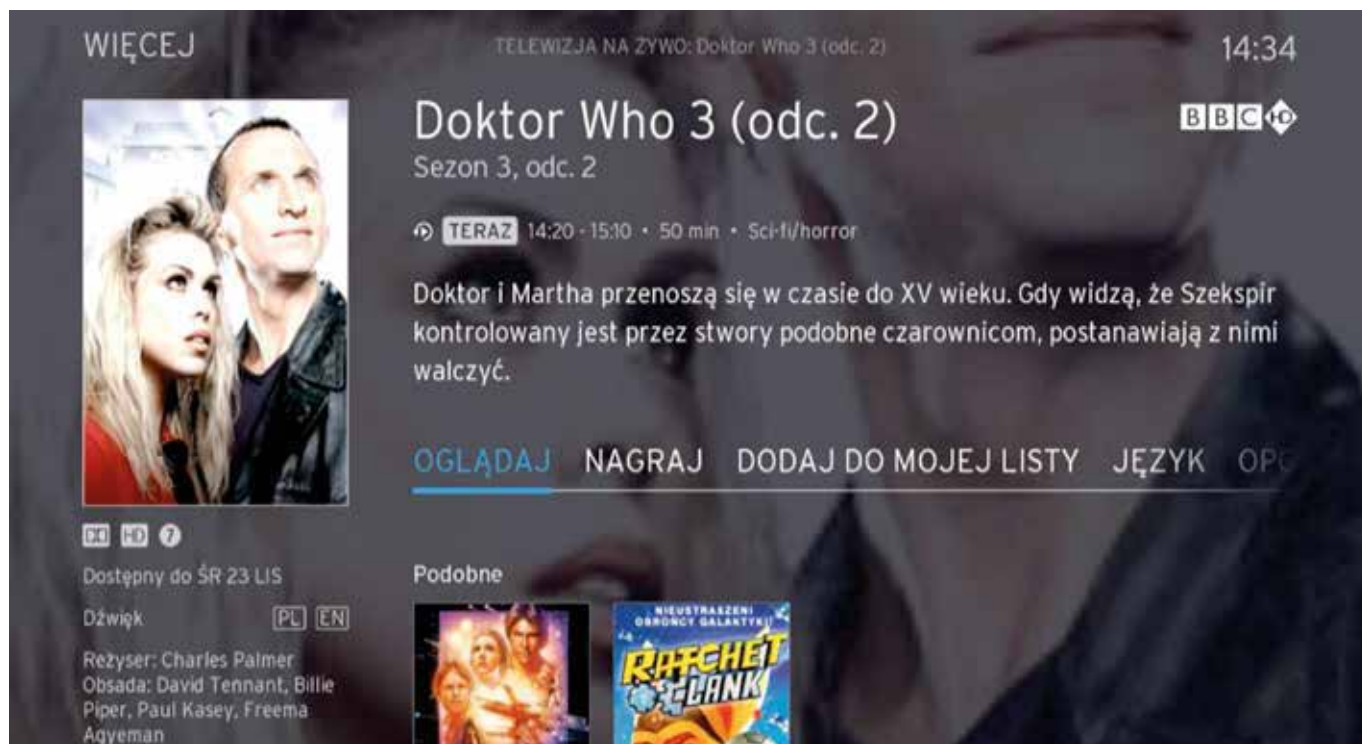 WIĘCEJ
TELEWIZJA NA ŻYWO: Doktor Who 3 (odc. 2)
14:34
Doktor Who 3 (odc. 2)
BBC HD
Sezon 3, odc. 2
TERAZ 14:20 - 15:10 • 50 min • Sci-fi/horror
Doktor i Martha przenoszą się w czasie do XV wieku. Gdy widzą, że Szekspir
kontrolowany jest przez stwory podobne czarownicom, postanawiają z nimi
walczyć.
OGLĄDAJ NAGRAJ DODAJ DO MOJEJ LISTY JĘZYK
HD 7
Dostępny do ŚR 23 LIS
Dźwięk PL EN
Reżyser: Charles Palmer
Obsada: David Tennant, Billie
Piper, Paul Kasey, Freema
Agyeman
Podobne
NIEUSTRASZENI
OBROŃCY GALAKTYKI
RATCHET
CLANK